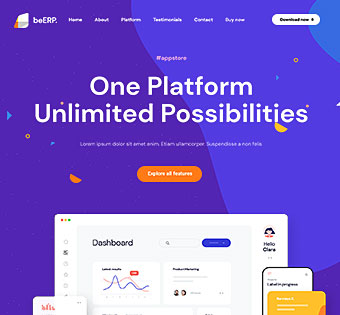 beERP.
Home About Platform Testimonials Contact Buy now
Download now
#appstore
One Platform
Unlimited Possibilities
Lorem ipsum dolor sit amet enim. Etiam ullamcorper. Suspendisse a non felis
Explore all features
Dashboard
Hello
Clara
Latest results
Product Marketing
Label in progress